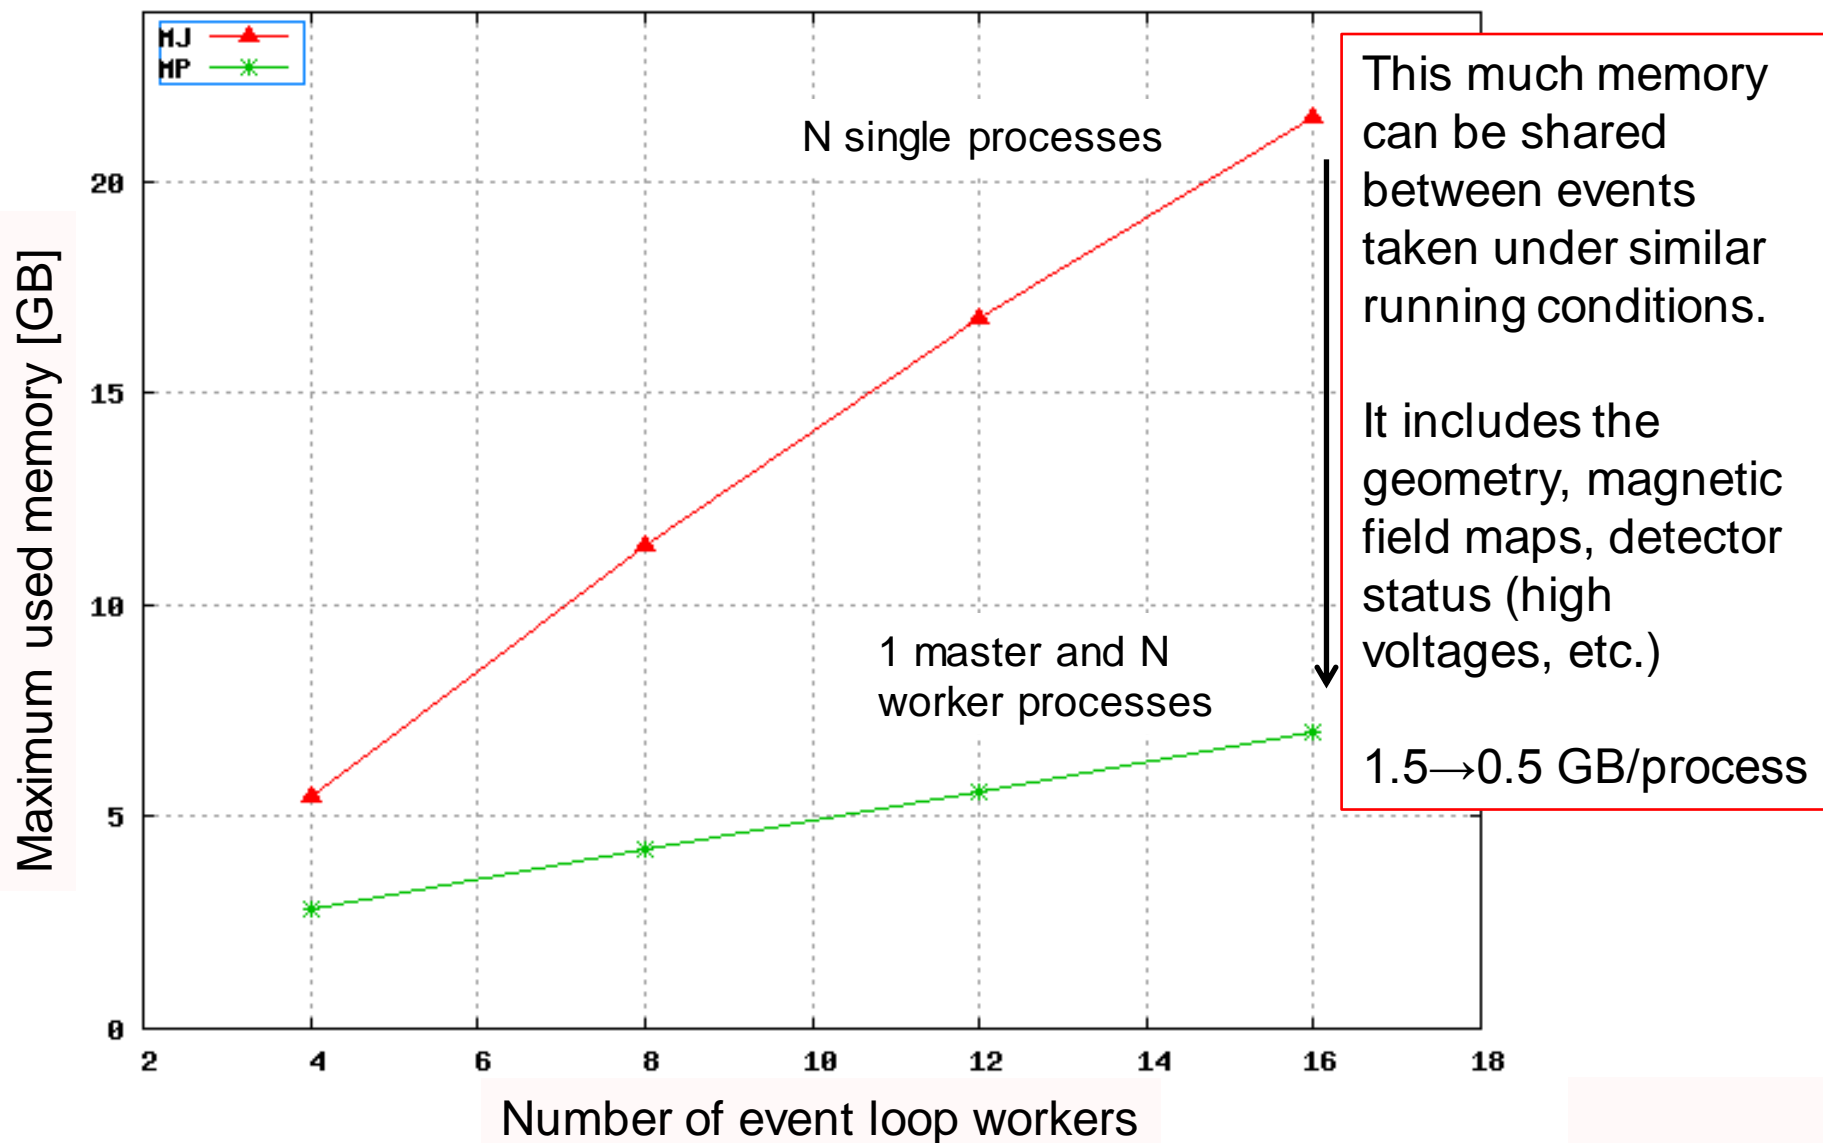 MJ
MP
N single processes
1 master and N
worker processes
This much memory
can be shared
between events
taken under similar
running conditions.
It includes the
geometry, magnetic
field maps, detector
status (high
voltages, etc.)
1.5→0.5 GB/process
Maximum used memory [GB]
20
15
10
5
0
2 4 6 8 10 12 14 16 18
Number of event loop workers